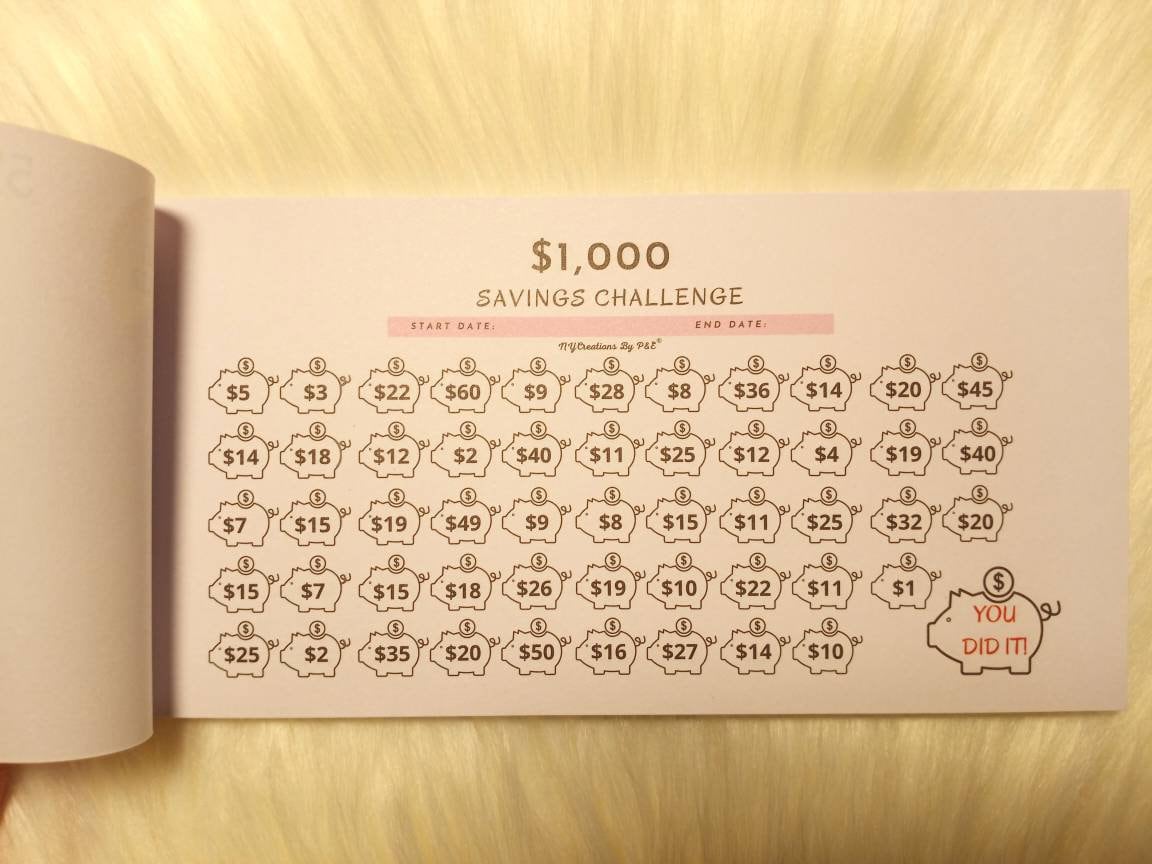 $1,000
SAVINGS CHALLENGE
START DATE: END DATE:
NYCreations By P&E®
$5 $3 $22 $60 $9 $28 $8 $36 $14 $20 $45
$14 $18 $12 $2 $40 $11 $25 $12 $4 $19 $40
$7 $15 $19 $49 $9 $8 $15 $11 $25 $32 $20
$15 $7 $15 $18 $26 $19 $10 $22 $11 $1
$25 $2 $35 $20 $50 $16 $27 $14 $10
$
YOU
DID IT!